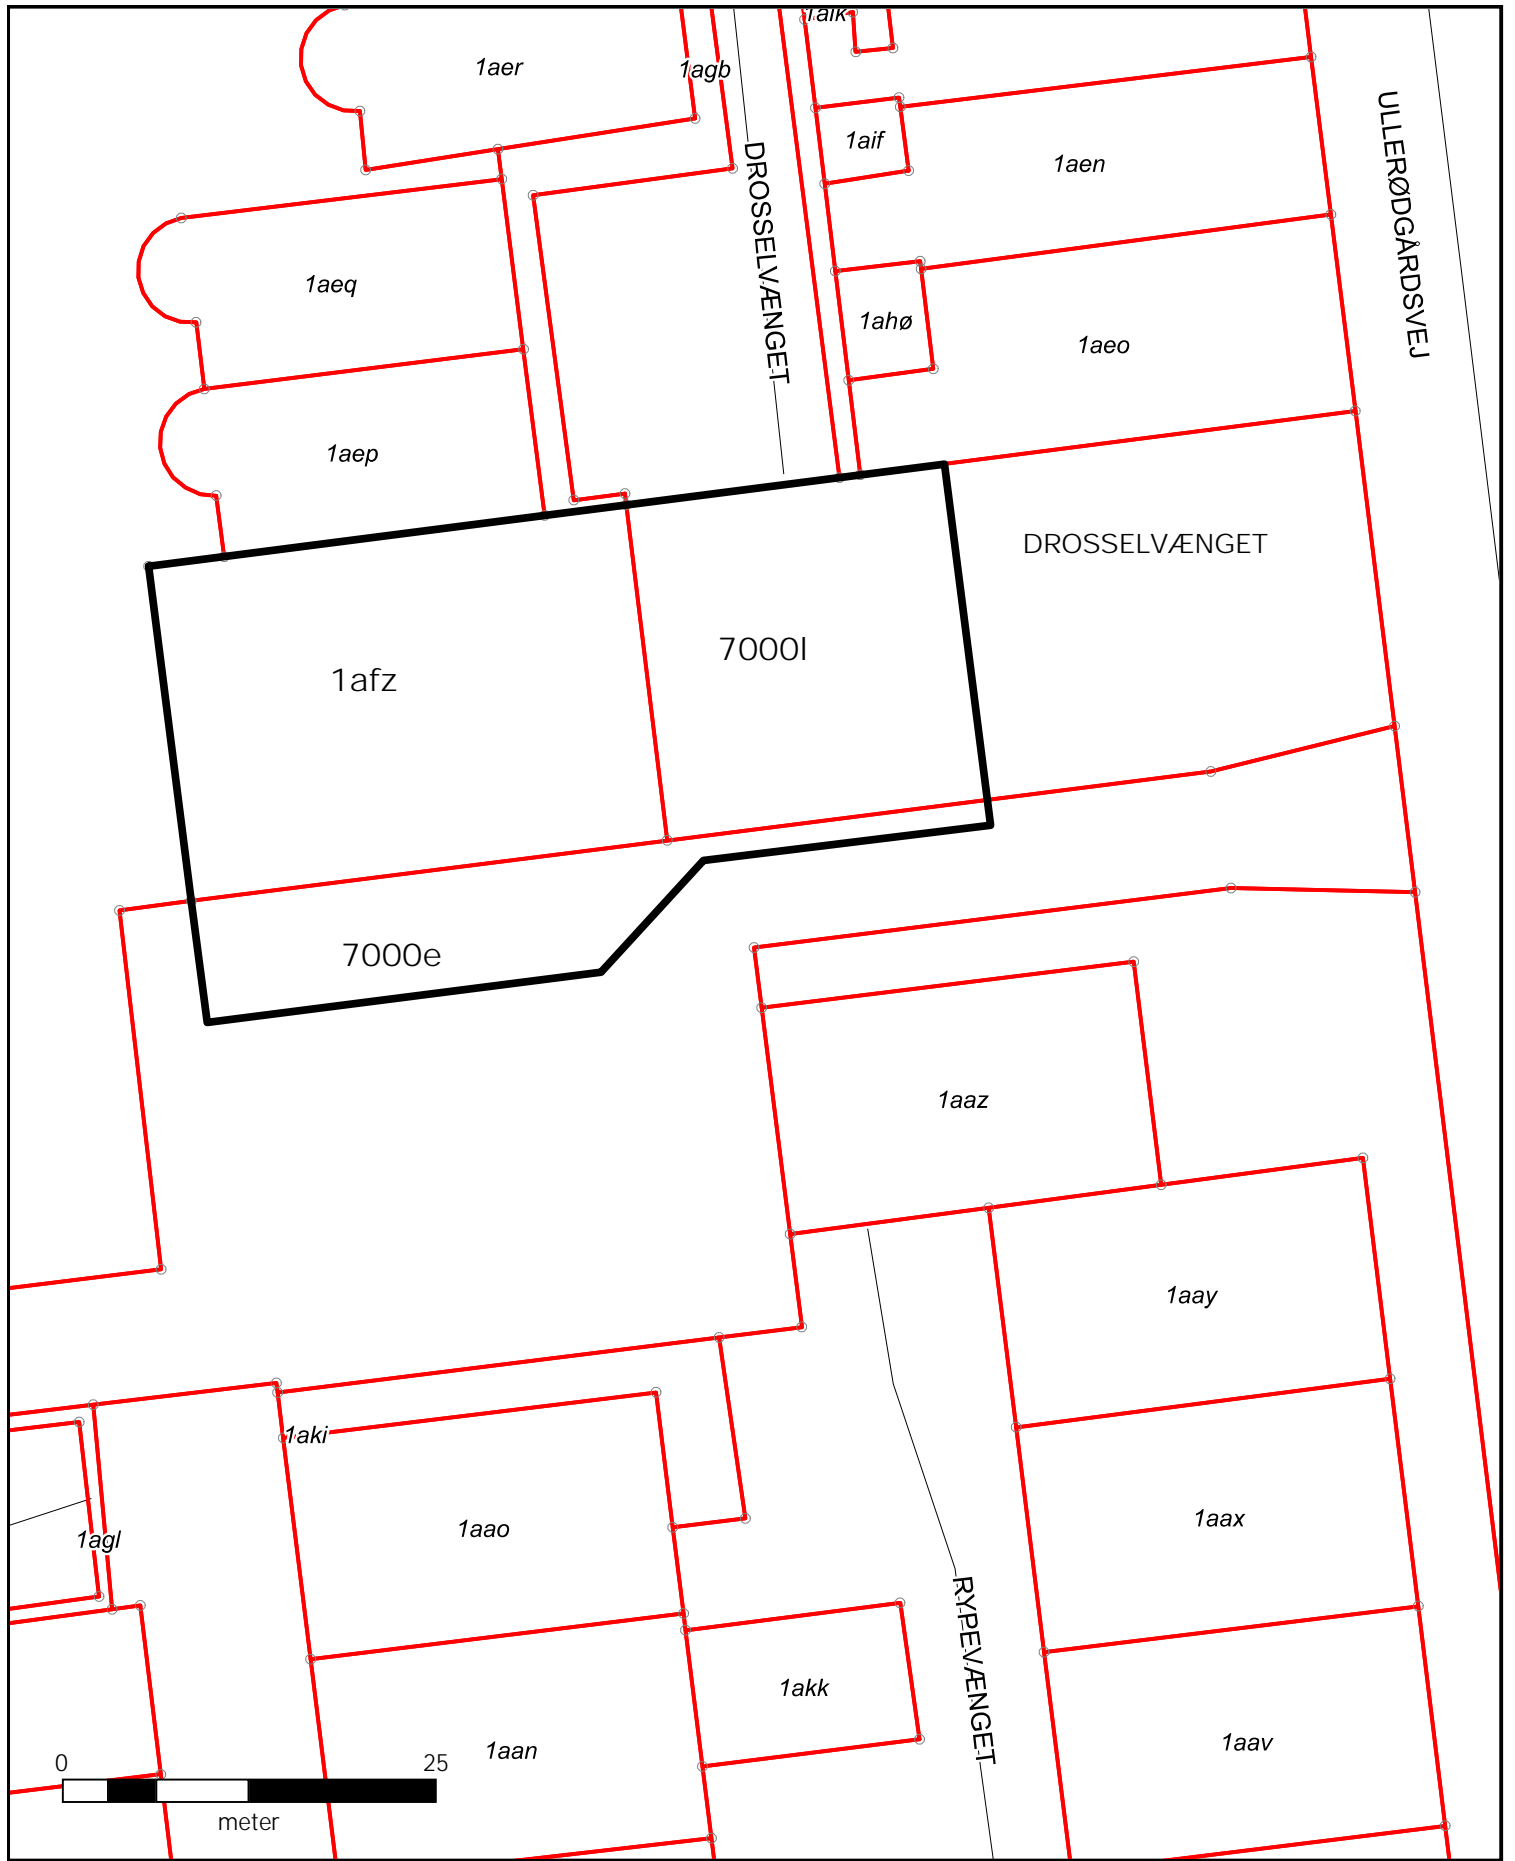 1aik
1aer
1agb
DROSSELVÆNGET
1aif
1aen
ULLERØDGÅRDSVEJ
1aeq
1ahø
1aeo
1aep
DROSSELVÆNGET
7000l
1afz
7000e
1aaz
1aay
1aki
1aax
1aao
1agl
RYPEVÆNGET
1akk
1aav
1aan
0 25
meter